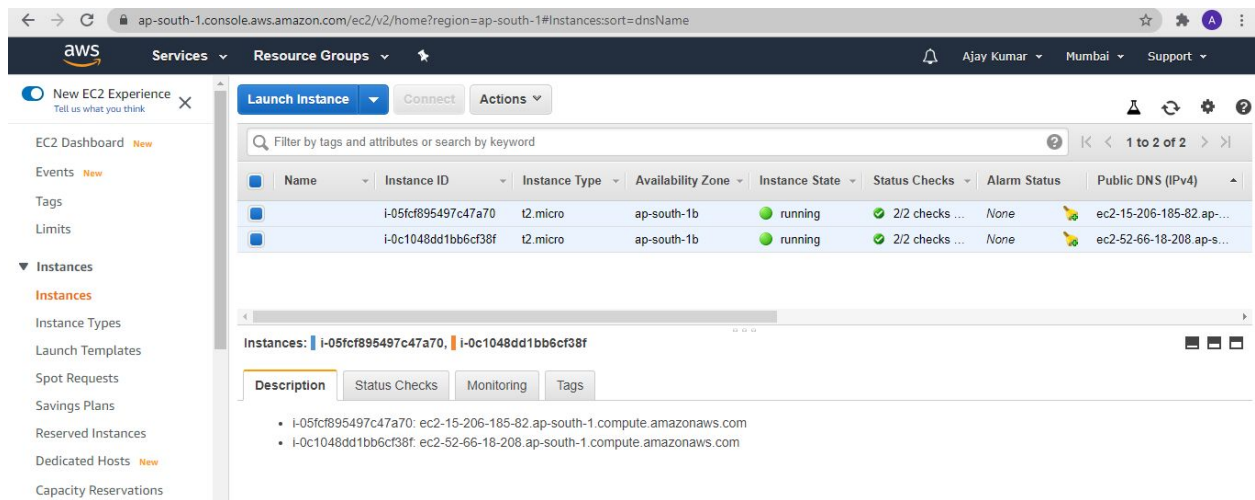 ap-south-1.console.aws.amazon.com/ec2/v2/home?region=ap-south-1#Instances:sort=dnsName
A
aws Services Resource Groups Ajay Kumar Mumbai Support
New EC2 Experience
Tell us what you think
EC2 Dashboard New
Events New
Tags
Limits
Instances
Instances
Instance Types
Launch Templates
Spot Requests
Savings Plans
Reserved Instances
Dedicated Hosts New
Capacity Reservations
Launch Instance Connect Actions
Filter by tags and attributes or search by keyword 1 to 2 of 2
Name Instance ID Instance Type Availability Zone Instance State Status Checks Alarm Status Public DNS (IPv4)
i-05fcf895497c47a70 t2.micro ap-south-1b running 2/2 checks ... None ec2-15-206-185-82.ap-...
i-0c1048dd1bb6cf38f t2.micro ap-south-1b running 2/2 checks ... None ec2-52-66-18-208.ap-s...
Instances: i-05fcf895497c47a70, i-0c1048dd1bb6cf38f
Description Status Checks Monitoring Tags
i-05fcf895497c47a70: ec2-15-206-185-82.ap-south-1.compute.amazonaws.com
i-0c1048dd1bb6cf38f: ec2-52-66-18-208.ap-south-1.compute.amazonaws.com